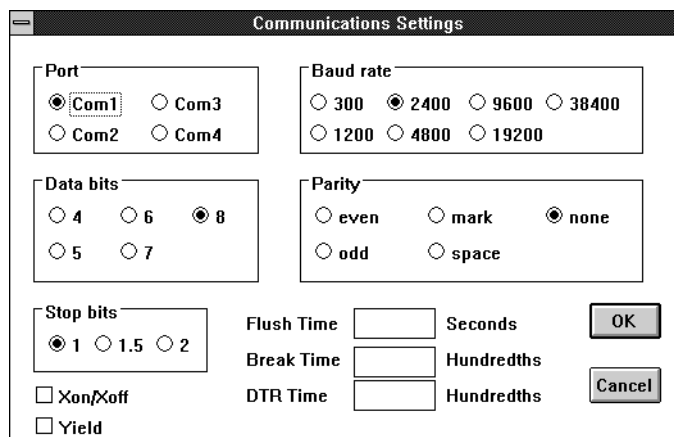 Communications Settings
Port
Com1 Com3
Com2 Com4
Baud rate
300 2400 9600 38400
1200 4800 19200
Data bits
4 6 8
5 7
Parity
even mark none
odd space
Stop bits
1 1.5 2
Xon/Xoff
Yield
Flush Time Seconds
Break Time Hundredths
DTR Time Hundredths
OK
Cancel